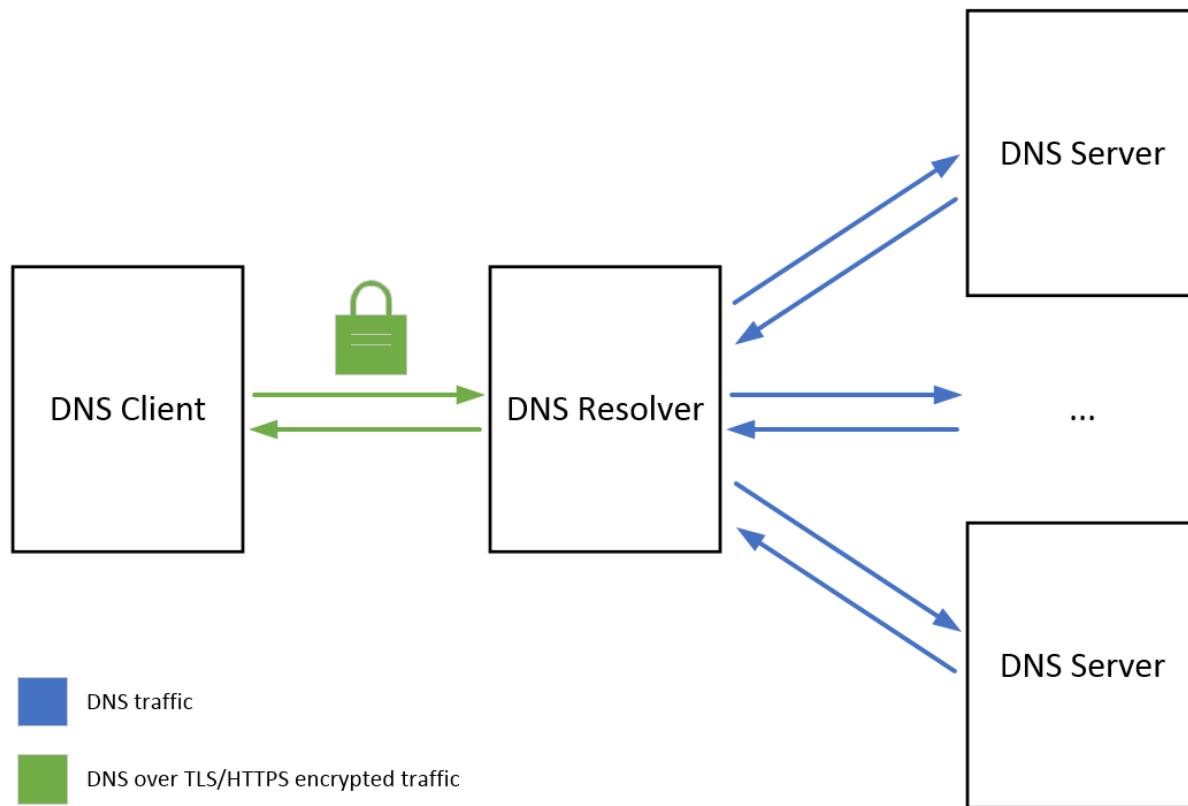 DNS Server
DNS Client
DNS Resolver
...
DNS Server
DNS traffic
DNS over TLS/HTTPS encrypted traffic